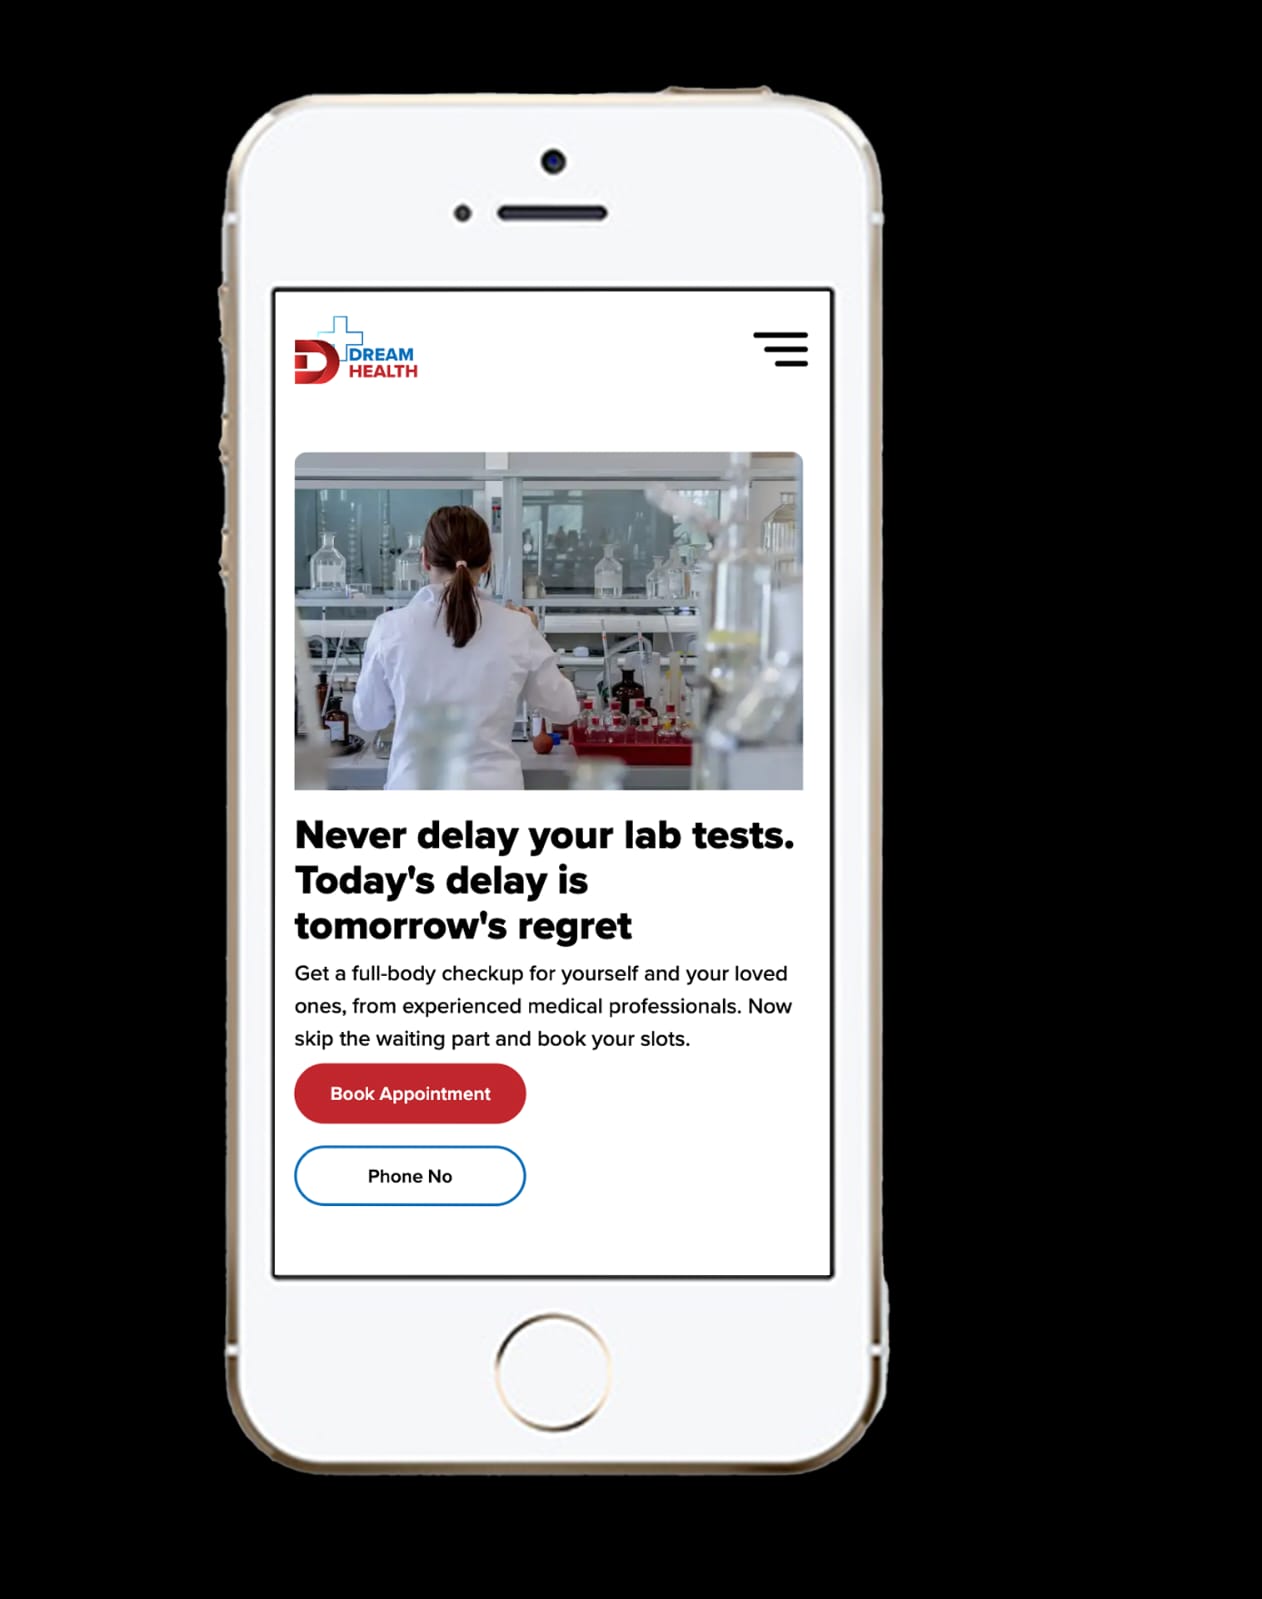 DREAM
HEALTH
Never delay your lab tests.
Today's delay is
tomorrow's regret
Get a full-body checkup for yourself and your loved
ones, from experienced medical professionals. Now
skip the waiting part and book your slots.
Book Appointment
Phone No